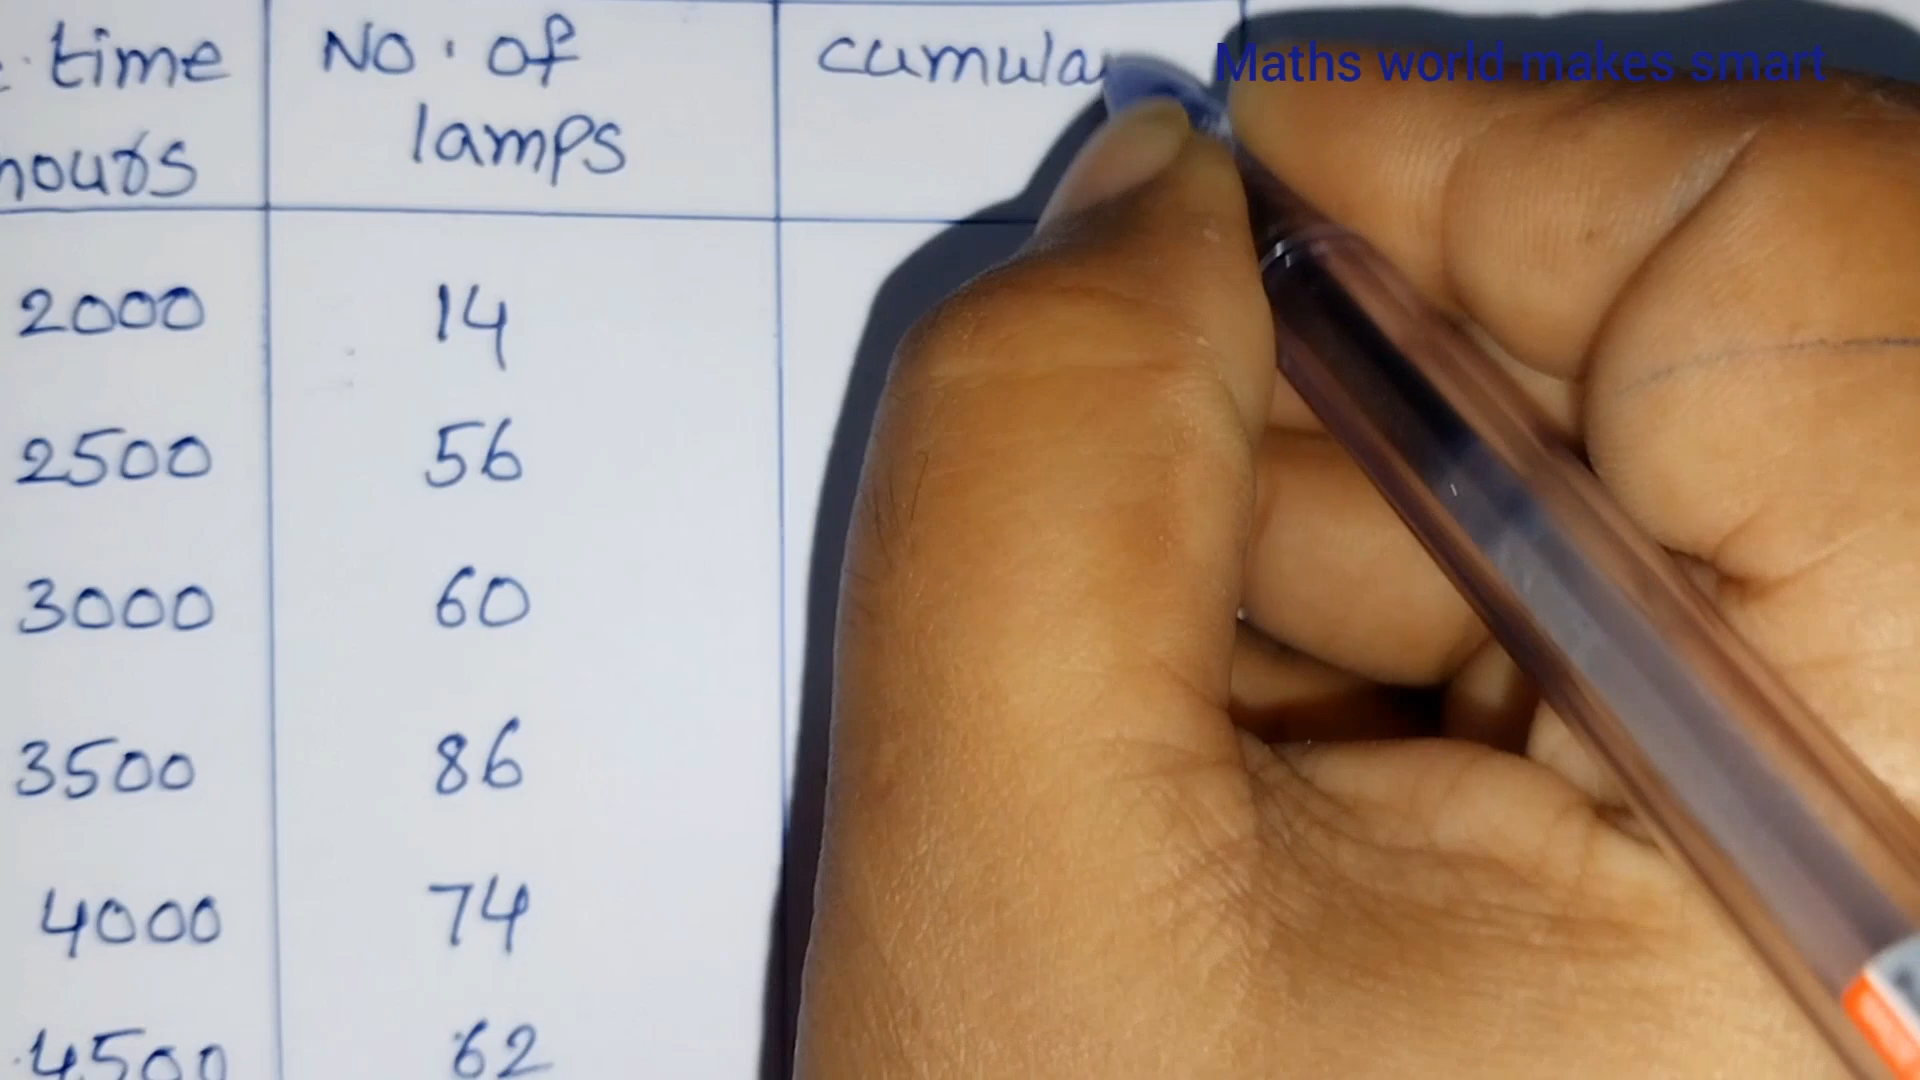 time
hours
No. of
lamps
cumula
Maths world makes smart
2000 14
2500 56
3000 60
3500 86
4000 74
4500 62